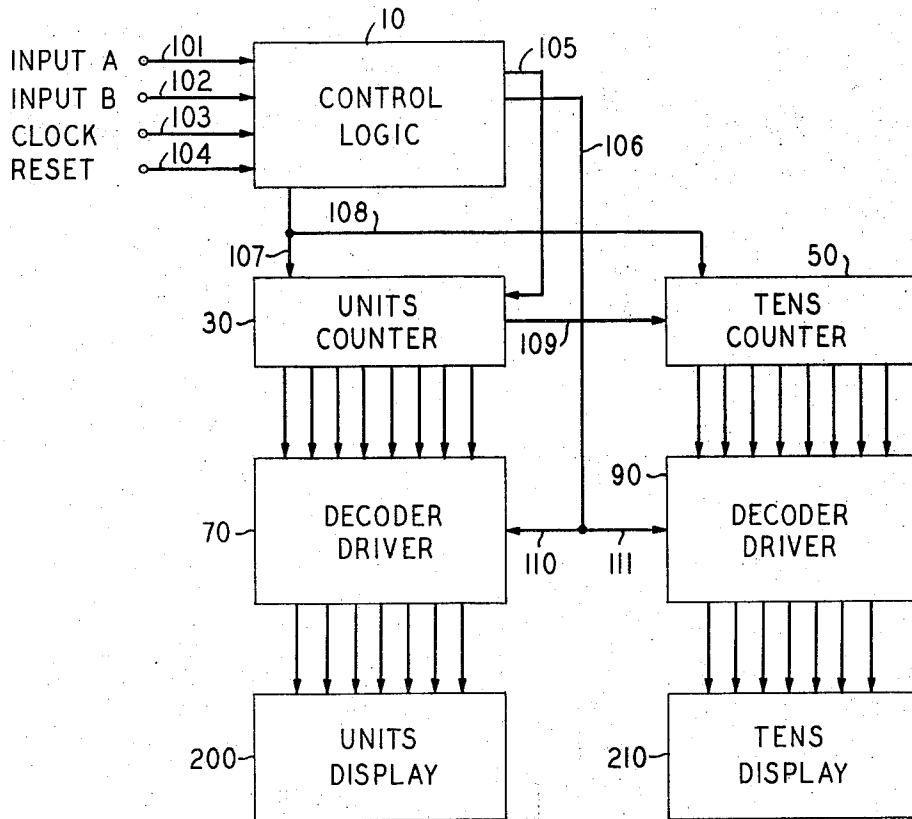 10
INPUT A 101
INPUT B 102
CLOCK 103
RESET 104
CONTROL
LOGIC
105
106
108
107
50
30
UNITS
COUNTER
109
TENS
COUNTER
70
DECODER
DRIVER
110
111
90
DECODER
DRIVER
200
UNITS
DISPLAY
210
TENS
DISPLAY